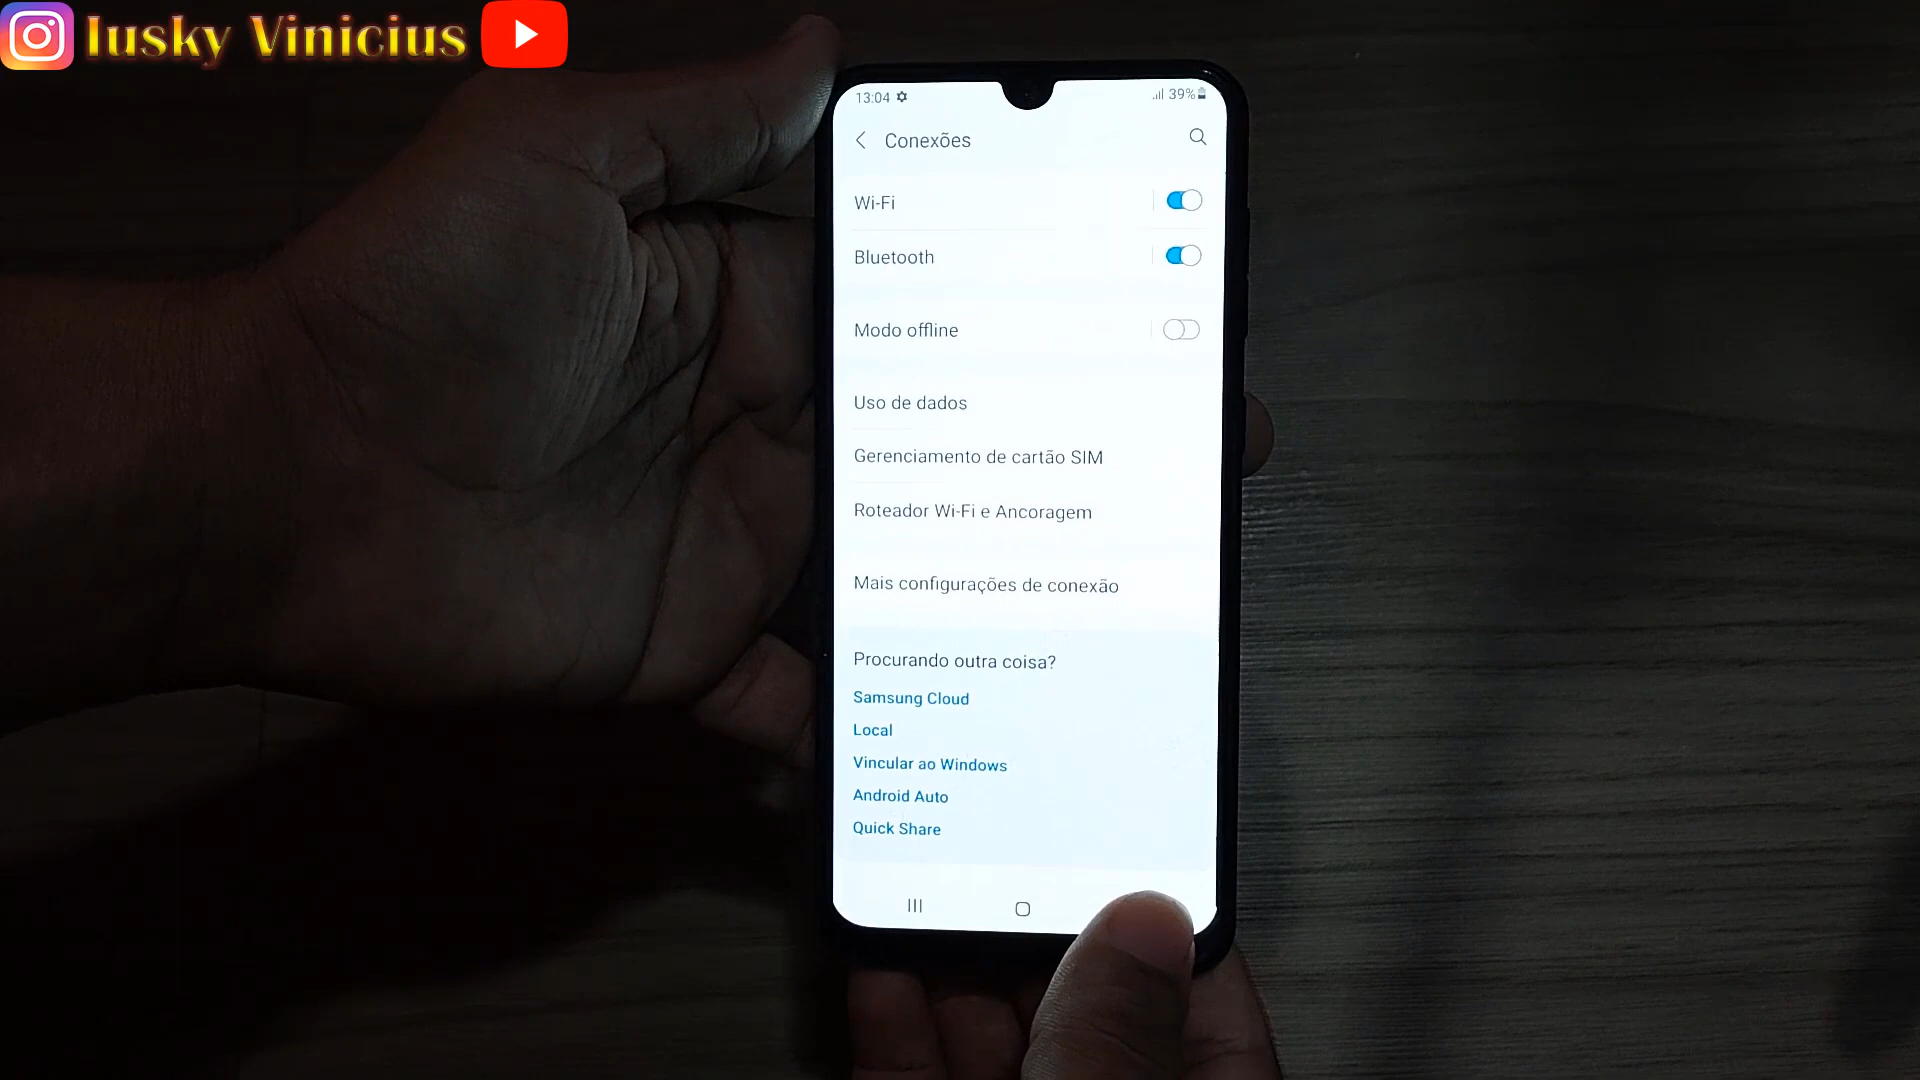 Iusky Vinicius
13:04 39%
Conexões
Wi-Fi
Bluetooth
Modo offline
Uso de dados
Gerenciamento de cartão SIM
Roteador Wi-Fi e Ancoragem
Mais configurações de conexão
Procurando outra coisa?
Samsung Cloud
Local
Vincular ao Windows
Android Auto
Quick Share